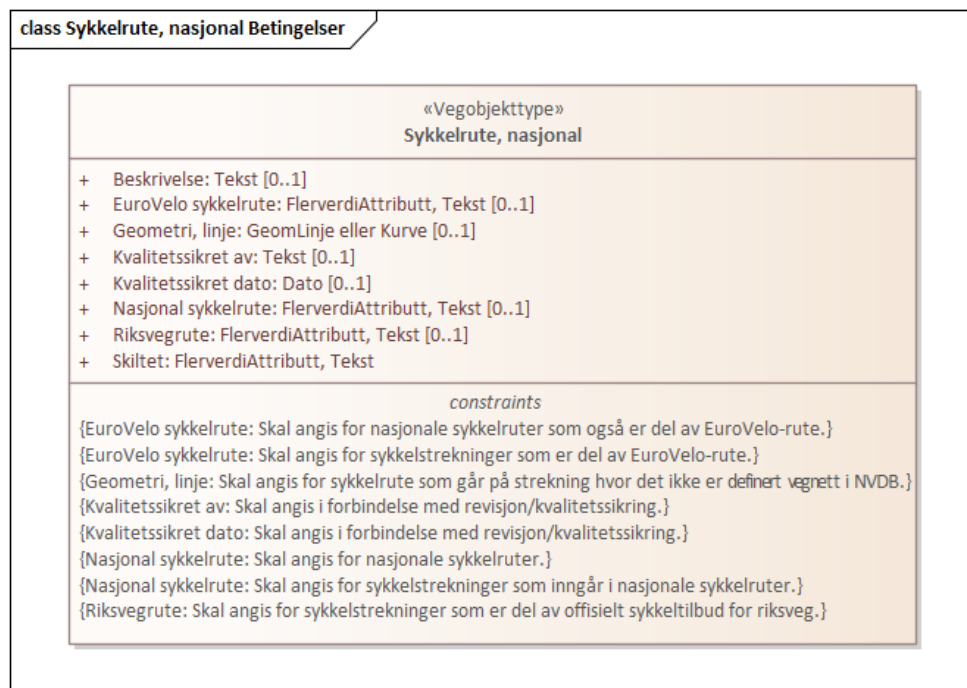 class Sykkelrute, nasjonal Betingelser
«Vegobjekttype»
Sykkelrute, nasjonal
+ Beskrivelse: Tekst [0..1]
+ EuroVelo sykkelrute: FlerverdiAttributt, Tekst [0..1]
+ Geometri, linje: GeomLinje eller Kurve [0..1]
+ Kvalitetssikret av: Tekst [0..1]
+ Kvalitetssikret dato: Dato [0..1]
+ Nasjonal sykkelrute: FlerverdiAttributt, Tekst [0..1]
+ Riksvegrute: FlerverdiAttributt, Tekst [0..1]
+ Skiltet: FlerverdiAttributt, Tekst
constraints
{EuroVelo sykkelrute: Skal angis for nasjonale sykkelruter som også er del av EuroVelo-rute.}
{EuroVelo sykkelrute: Skal angis for sykkelstrekninger som er del av EuroVelo-rute.}
{Geometri, linje: Skal angis for sykkelrute som går på strekning hvor det ikke er definert vegnett i NVDB.}
{Kvalitetssikret av: Skal angis i forbindelse med revisjon/kvalitetssikring.}
{Kvalitetssikret dato: Skal angis i forbindelse med revisjon/kvalitetssikring.}
{Nasjonal sykkelrute: Skal angis for nasjonale sykkelruter.}
{Nasjonal sykkelrute: Skal angis for sykkelstrekninger som inngår i nasjonale sykkelruter.}
{Riksvegrute: Skal angis for sykkelstrekninger som er del av offisielt sykkeltilbud for riksveg.}